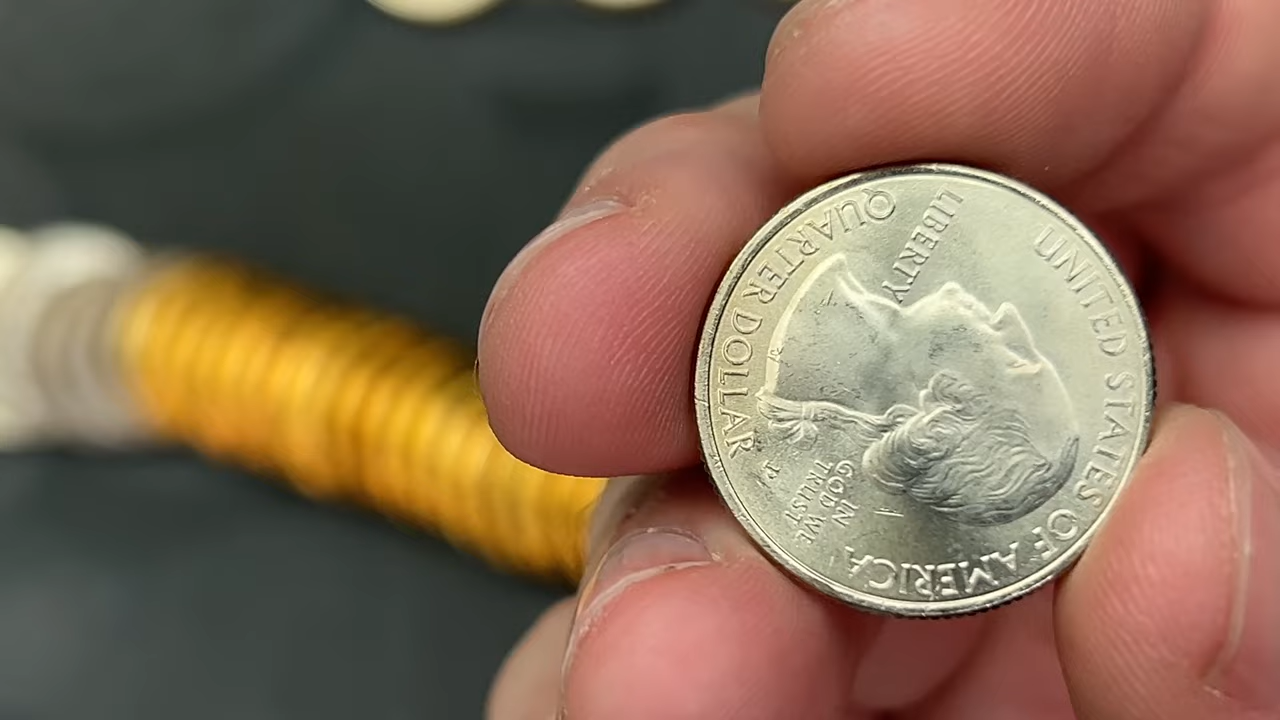 UNITED STATES OF AMERICA
LIBERTY
IN
GOD WE
TRUST
P
QUARTER DOLLAR